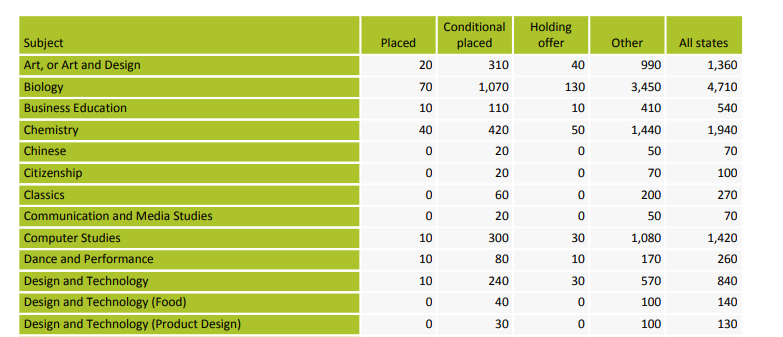 Subject Placed Conditional placed Holding offer Other All states
Art, or Art and Design 20 310 40 990 1,360
Biology 70 1,070 130 3,450 4,710
Business Education 10 110 10 410 540
Chemistry 40 420 50 1,440 1,940
Chinese 0 20 0 50 70
Citizenship 0 20 0 70 100
Classics 0 60 0 200 270
Communication and Media Studies 0 20 0 50 70
Computer Studies 10 300 30 1,080 1,420
Dance and Performance 10 80 10 170 260
Design and Technology 10 240 30 570 840
Design and Technology (Food) 0 40 0 100 140
Design and Technology (Product Design) 0 30 0 100 130